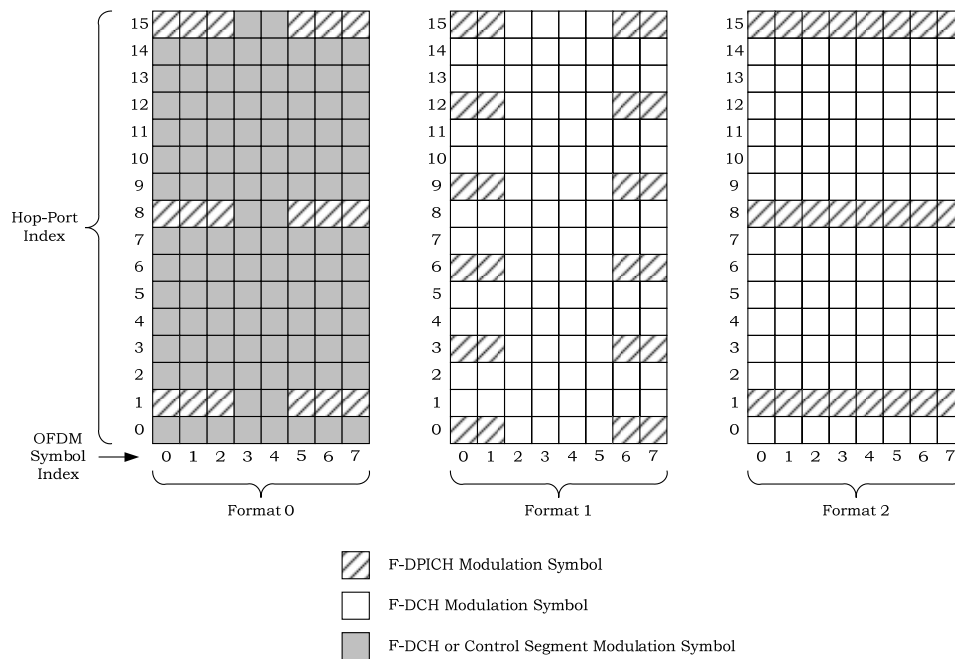 15 15 15
14 14 14
13 13 13
12 12 12
11 11 11
10 10 10
9 9 9
Hop-Port
Index
8 8 8
7 7 7
6 6 6
5 5 5
4 4 4
3 3 3
2 2 2
1 1 1
0 0 0
OFDM
Symbol
Index
0 1 2 3 4 5 6 7 0 1 2 3 4 5 6 7 0 1 2 3 4 5 6 7
Format 0 Format 1 Format 2
F-DPICH Modulation Symbol
F-DCH Modulation Symbol
F-DCH or Control Segment Modulation Symbol